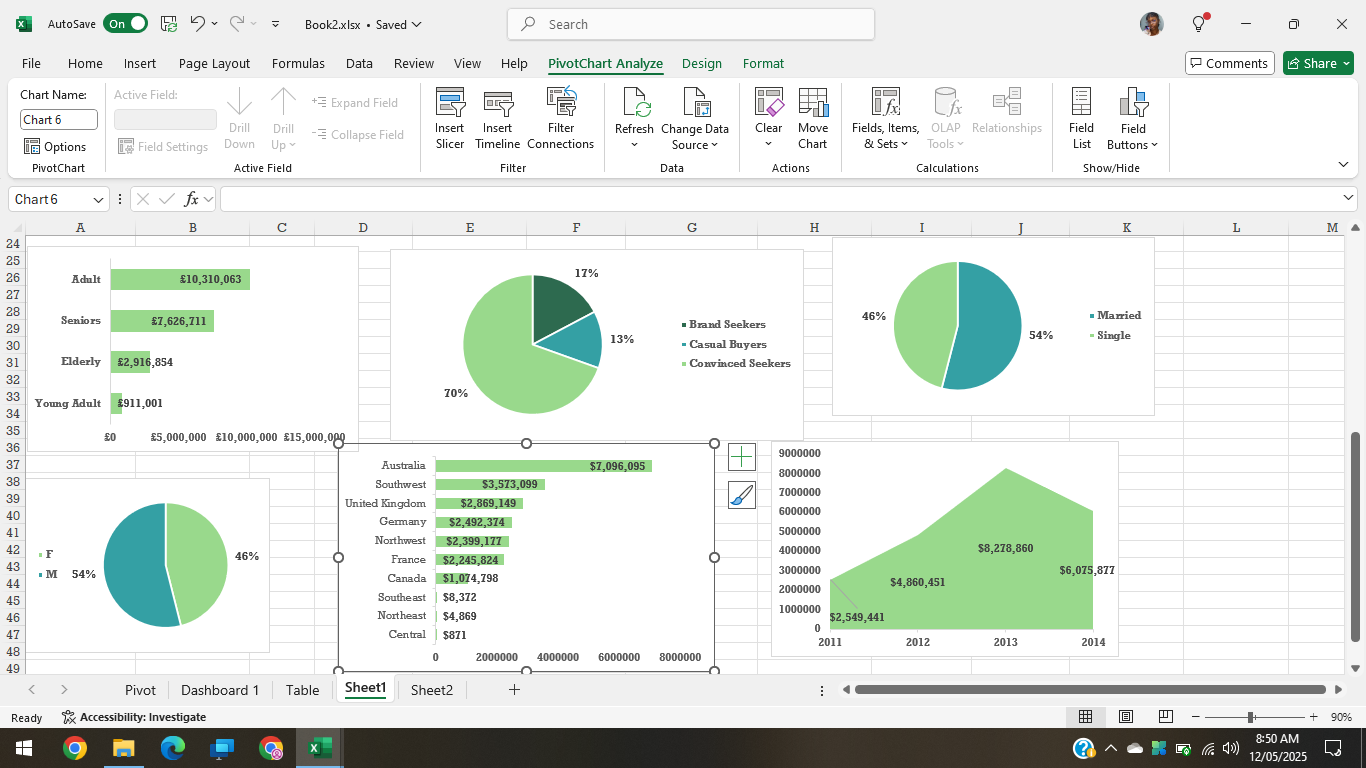 AutoSave On Book2.xlsx • Saved Search
File Home Insert Page Layout Formulas Data Review View Help PivotChart Analyze Design Format Comments Share
Chart Name: Active Field:
Chart 6
Options Field Settings
Drill Down
Drill Up
Expand Field
Collapse Field
Insert Slicer
Insert Timeline
Filter Connections
Refresh
Change Data Source
Clear
Move Chart
Fields, Items, & Sets
OLAP Tools
Relationships
Field List
Field Buttons
PivotChart Active Field Filter Data Actions Calculations Show/Hide
Chart 6 fx
A B C D E F G H I J K L M
24
25
26
27
28
29
30
31
32
33
34
35
36
37
38
39
40
41
42
43
44
45
46
47
48
49
Adult £10,310,063
Seniors £7,626,711
Elderly £2,916,854
Young Adult £911,001
£0 £5,000,000 £10,000,000 £15,000,000
17%
13%
70%
Brand Seekers
Casual Buyers
Convinced Seekers
46%
54%
Married
Single
F
M
54%
46%
Australia $7,096,095
Southwest $3,573,099
United Kingdom $2,869,149
Germany $2,492,374
Northwest $2,399,177
France $2,245,824
Canada $1,074,798
Southeast $8,372
Northeast $4,869
Central $871
0 2000000 4000000 6000000 8000000
9000000
8000000
7000000
6000000
5000000
4000000
3000000
2000000
1000000
0
$8,278,860
$6,075,877
$4,860,451
$2,549,441
2011 2012 2013 2014
Pivot Dashboard 1 Table Sheet1 Sheet2
Ready Accessibility: Investigate 90%
8:50 AM
12/05/2025